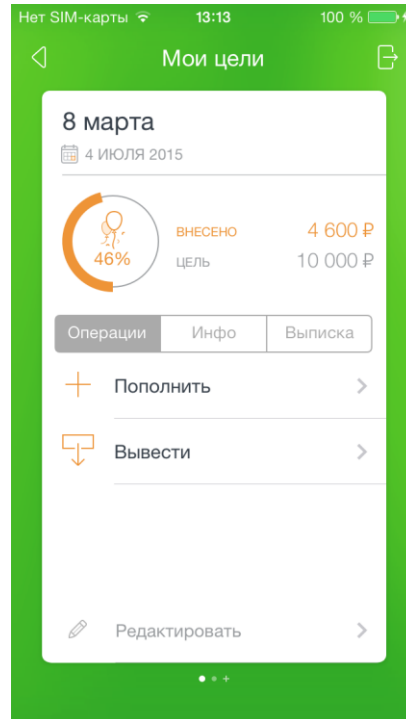 Нет SIM-карты 13:13 100 %
Мои цели
8 марта
4 ИЮЛЯ 2015
46%
ВНЕСЕНО 4 600 ₽
ЦЕЛЬ 10 000 ₽
Операции Инфо Выписка
Пополнить
Вывести
Редактировать